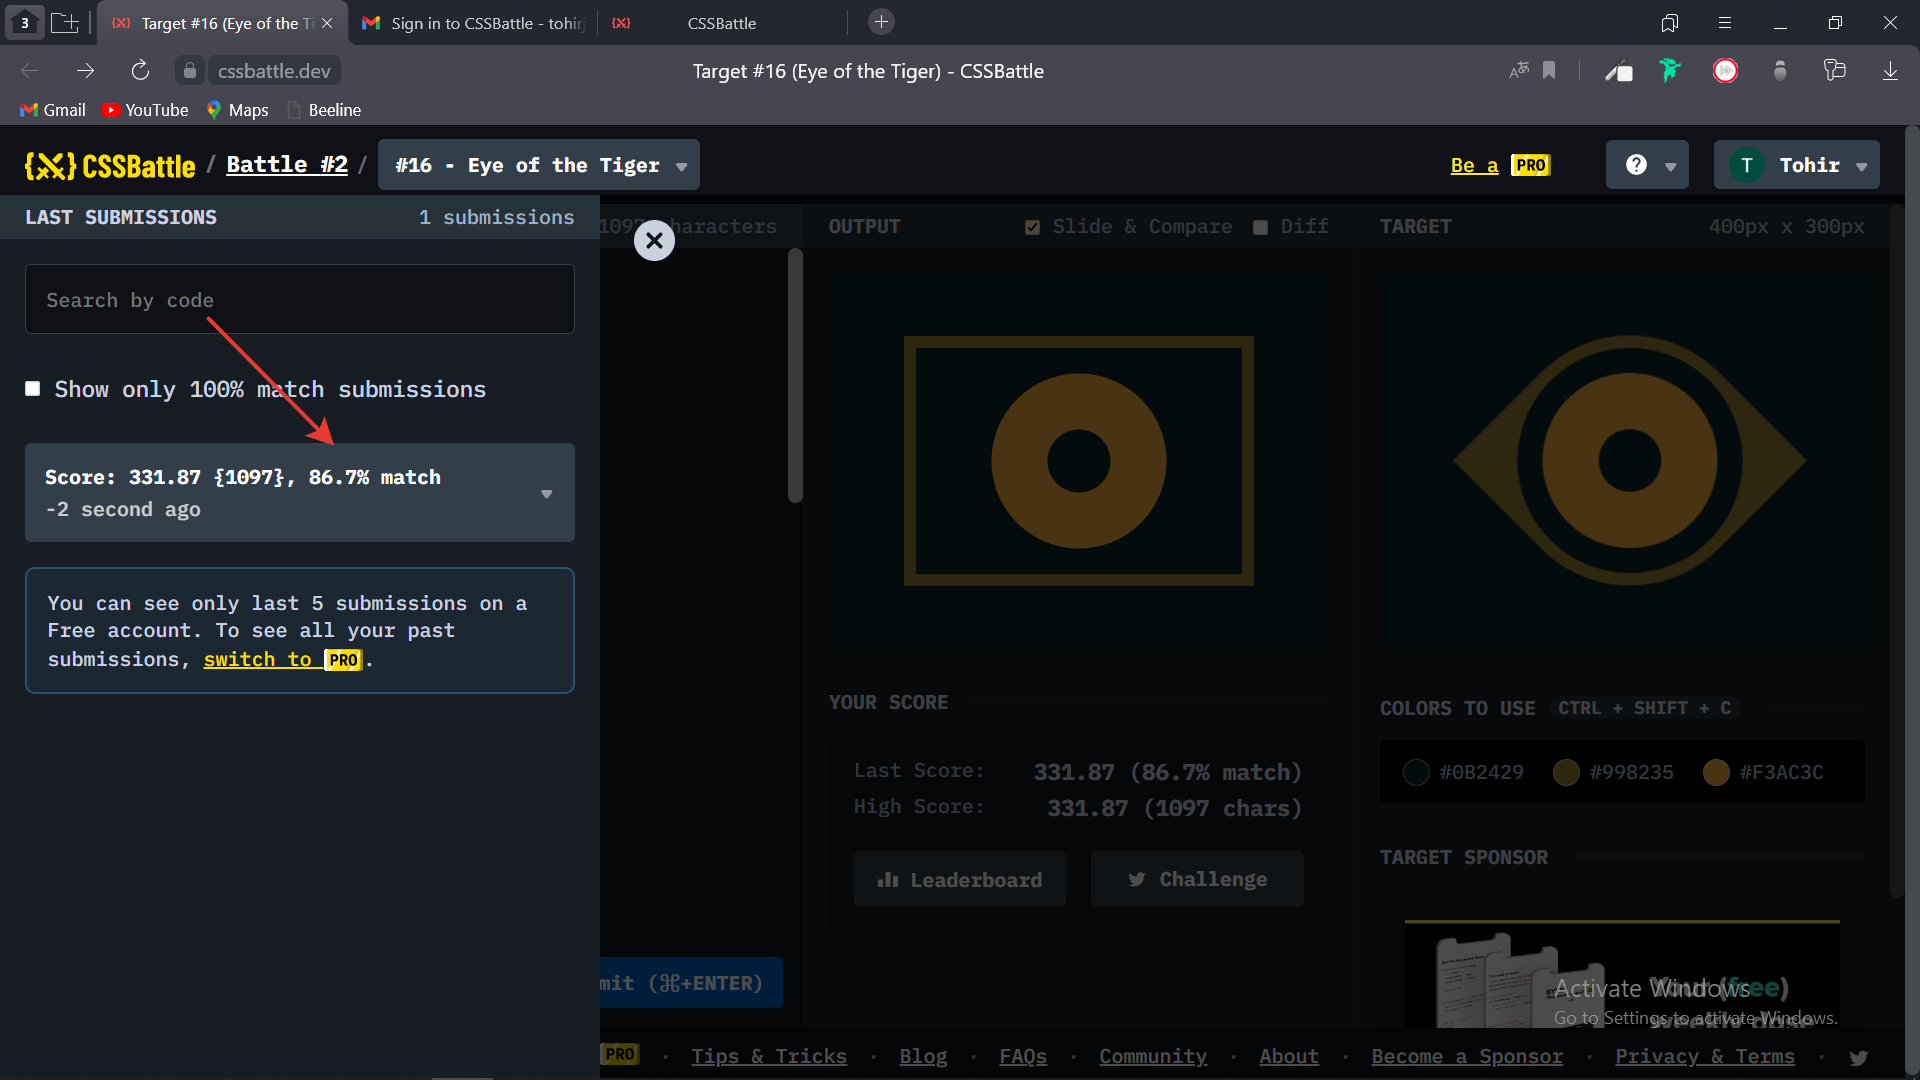 3
Target #16 (Eye of the Ti
Sign in to CSSBattle - tohir
CSSBattle
cssbattle.dev
Target #16 (Eye of the Tiger) - CSSBattle
Gmail
YouTube
Maps
Beeline
{X} CSSBattle / Battle #2 / #16 - Eye of the Tiger
Be a PRO
?
T Tohir
LAST SUBMISSIONS
1 submissions
1097 characters
OUTPUT
Slide & Compare
Diff
TARGET
400px x 300px
Search by code
Show only 100% match submissions
Score: 331.87 {1097}, 86.7% match
-2 second ago
You can see only last 5 submissions on a
Free account. To see all your past
submissions, switch to PRO.
YOUR SCORE
Last Score: 331.87 (86.7% match)
High Score: 331.87 (1097 chars)
Leaderboard
Challenge
COLORS TO USE CTRL + SHIFT + C
#0B2429
#998235
#F3AC3C
TARGET SPONSOR
Your (free)
weekly dose
mit (⌘+ENTER)
Activate Windows
Go to Settings to activate Windows.
PRO · Tips & Tricks · Blog · FAQs · Community · About · Become a Sponsor · Privacy & Terms ·